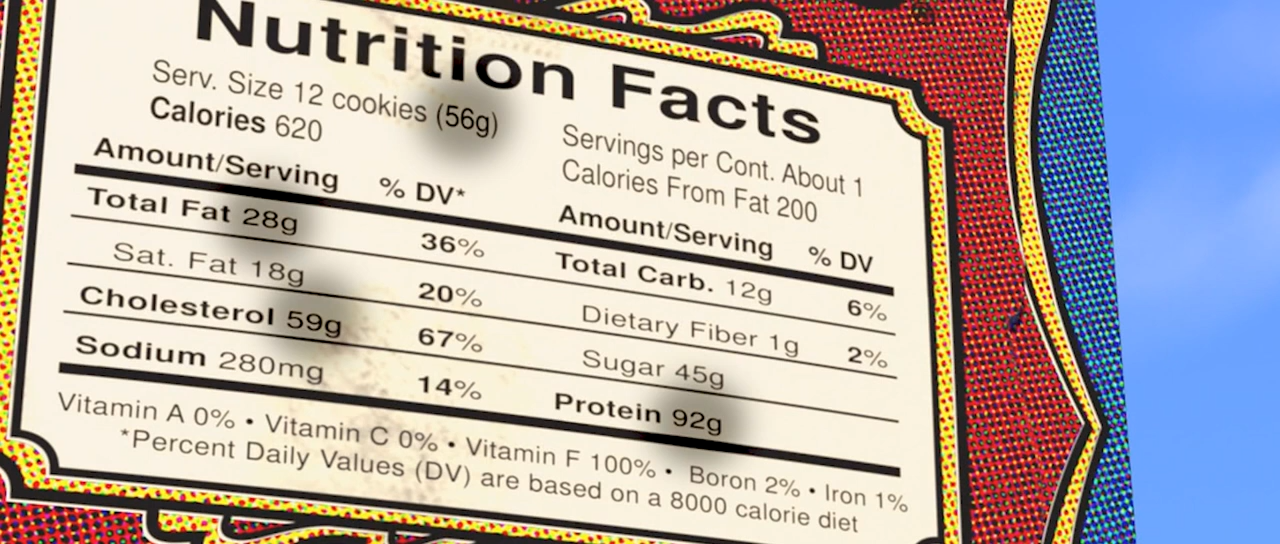 Nutrition Facts
Serv. Size 12 cookies (56g)
Calories 620
Servings per Cont. About 1
Calories From Fat 200
Amount/Serving % DV*
Total Fat 28g 36%
Sat. Fat 18g 20%
Cholesterol 59g 67%
Sodium 280mg 14%
Amount/Serving % DV
Total Carb. 12g 6%
Dietary Fiber 1g 2%
Sugar 45g
Protein 92g
Vitamin A 0% • Vitamin C 0% • Vitamin F 100% • Boron 2% • Iron 1%
*Percent Daily Values (DV) are based on a 8000 calorie diet